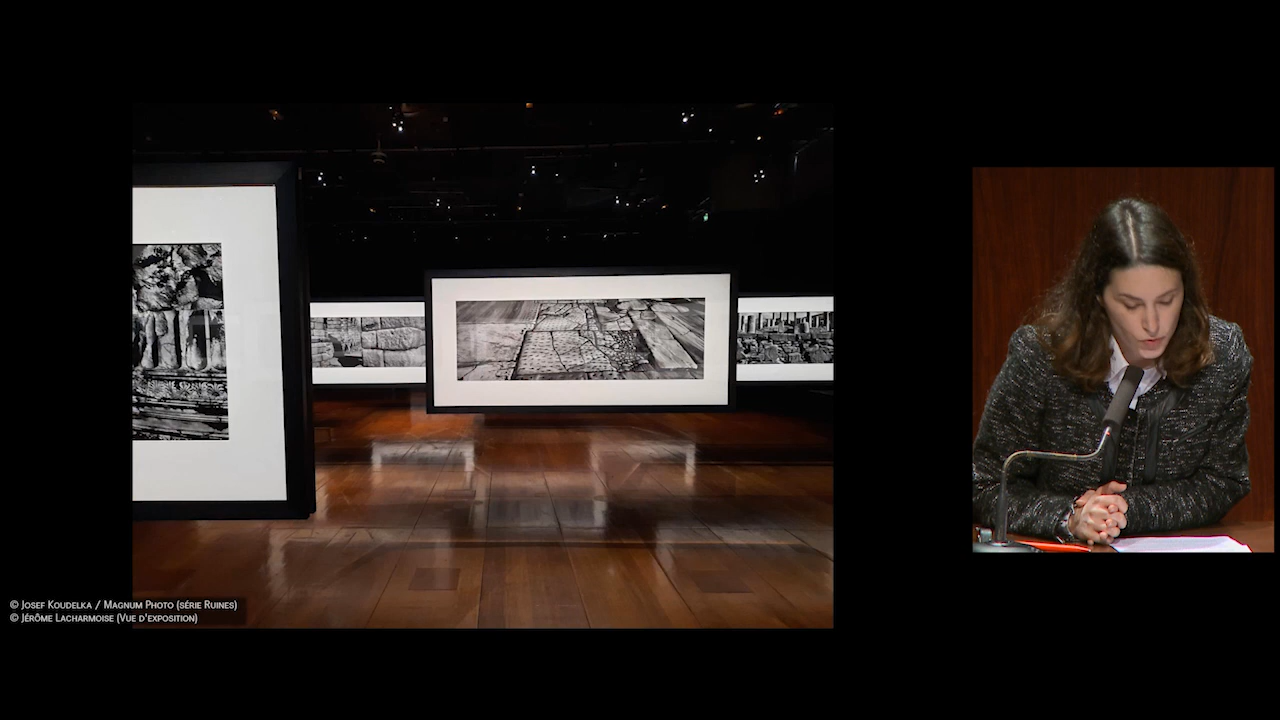 © Josef Koudelka / Magnum Photo (série Ruines)
© Jérôme Lacharmoise (Vue d'exposition)